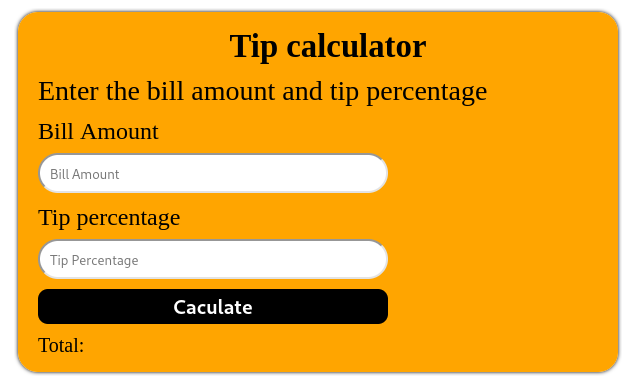 Tip calculator
Enter the bill amount and tip percentage
Bill Amount
Bill Amount
Tip percentage
Tip Percentage
Caculate
Total: